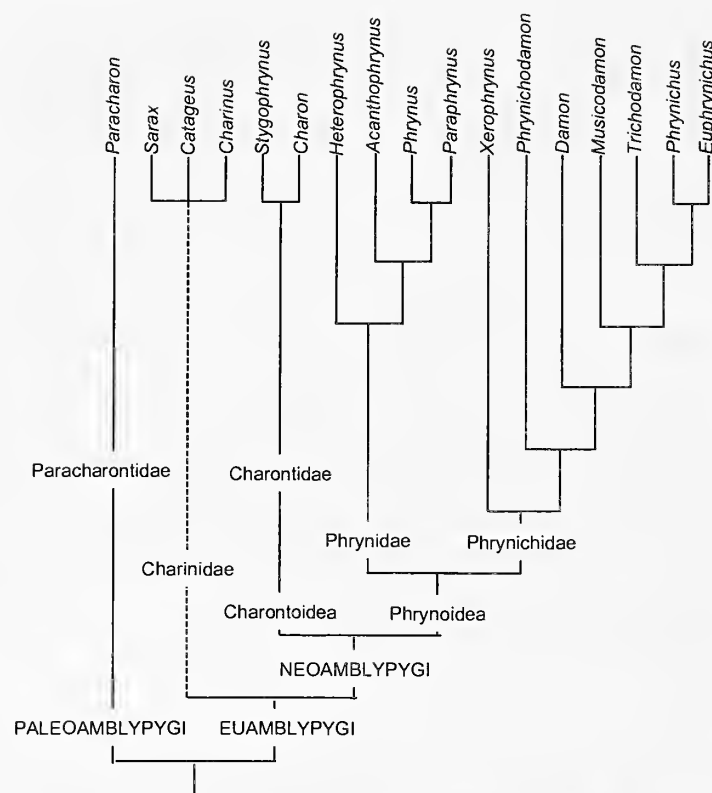 Paracharon
Sarax
Catageus
Charinus
Stygophrynus
Charon
Heterophrynus
Acanthophrynus
Phrynus
Paraphrynus
Xerophrynus
Phrynichodamon
Damon
Musicodamon
Trichodamon
Phrynichus
Euphrynichus
Paracharontidae
Charontidae
Phrynidae
Phrynichidae
Charinidae
Charontoidea
Phrynoidea
NEOAMBLYPYGI
PALEOAMBLYPYGI
EUAMBLYPYGI